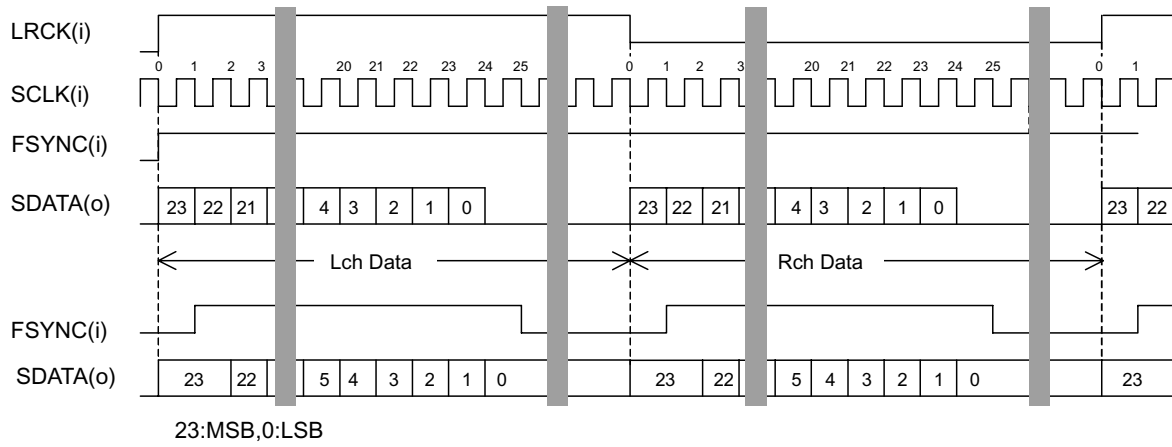 LRCK(i)
0 1 2 3 20 21 22 23 24 25 0 1 2 3 20 21 22 23 24 25 0 1
SCLK(i)
FSYNC(i)
SDATA(o) 23 22 21 4 3 2 1 0 23 22 21 4 3 2 1 0 23 22
Lch Data Rch Data
FSYNC(i)
SDATA(o) 23 22 5 4 3 2 1 0 23 22 5 4 3 2 1 0 23
23:MSB,0:LSB